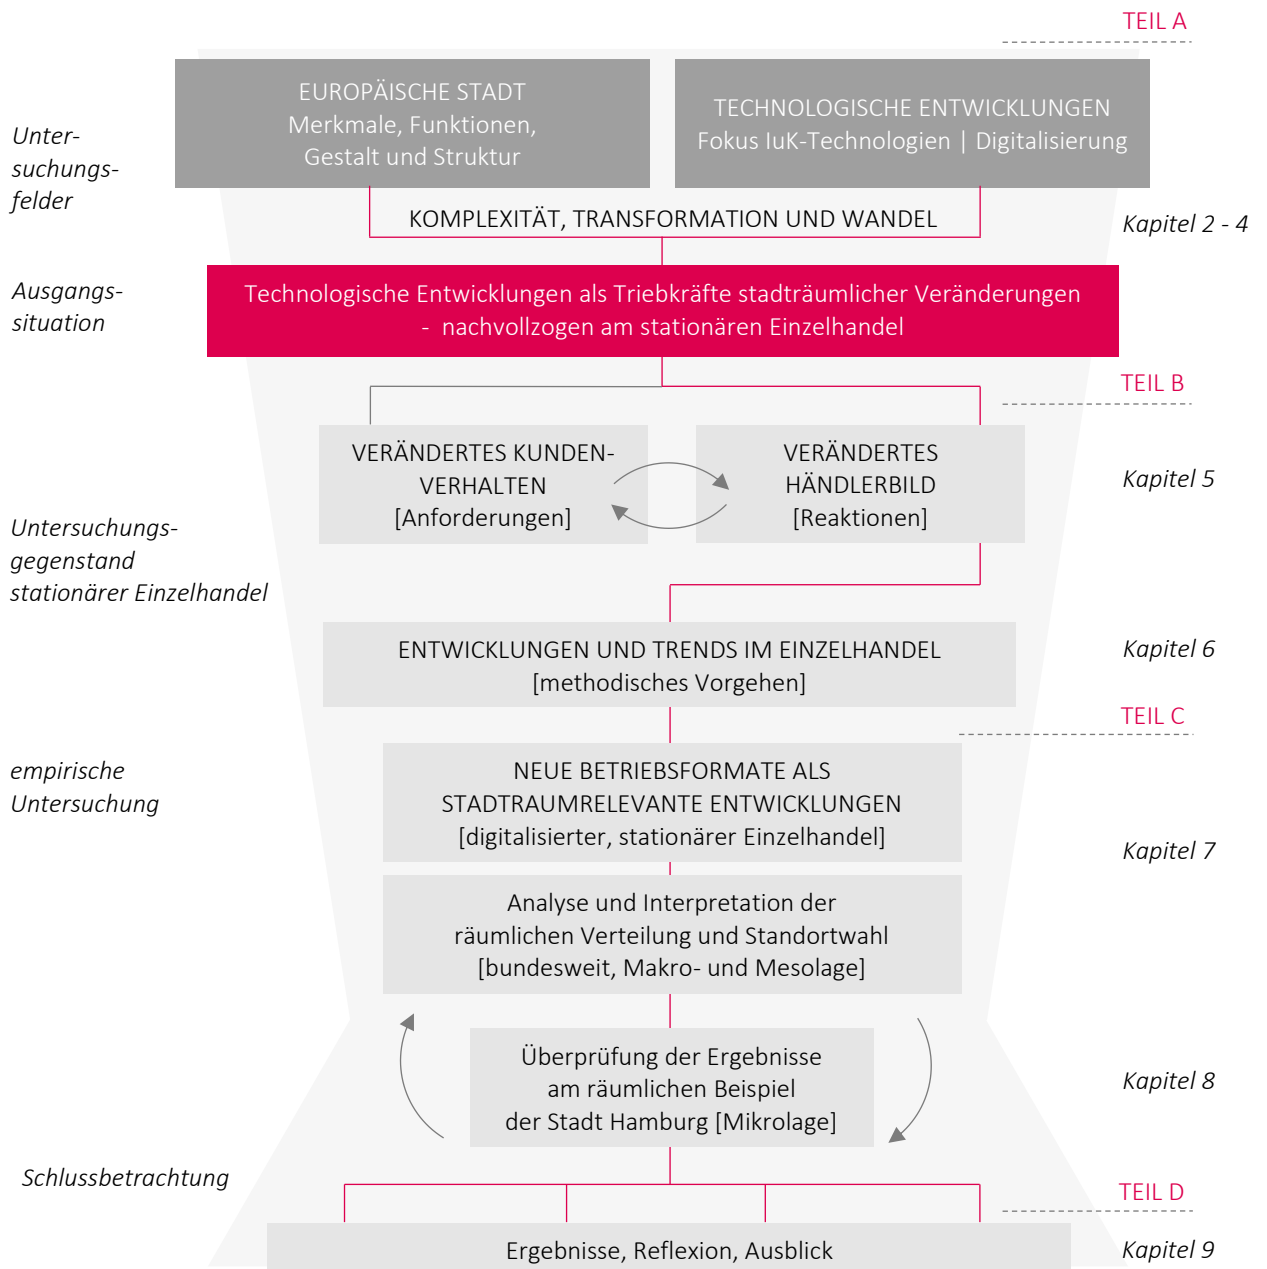 TEIL A
EUROPÄISCHE STADT
Merkmale, Funktionen,
Gestalt und Struktur
TECHNOLOGISCHE ENTWICKLUNGEN
Fokus IuK-Technologien | Digitalisierung
Unter-
suchungs-
felder
KOMPLEXITÄT, TRANSFORMATION UND WANDEL
Kapitel 2 - 4
Ausgangs-
situation
Technologische Entwicklungen als Triebkräfte stadträumlicher Veränderungen
- nachvollzogen am stationären Einzelhandel
TEIL B
VERÄNDERTES KUNDEN-
VERHALTEN
[Anforderungen]
VERÄNDERTES
HÄNDLERBILD
[Reaktionen]
Kapitel 5
Untersuchungs-
gegenstand
stationärer Einzelhandel
ENTWICKLUNGEN UND TRENDS IM EINZELHANDEL
[methodisches Vorgehen]
Kapitel 6
TEIL C
empirische
Untersuchung
NEUE BETRIEBSFORMATE ALS
STADTRAUMRELEVANTE ENTWICKLUNGEN
[digitalisierter, stationärer Einzelhandel]
Kapitel 7
Analyse und Interpretation der
räumlichen Verteilung und Standortwahl
[bundesweit, Makro- und Mesolage]
Überprüfung der Ergebnisse
am räumlichen Beispiel
der Stadt Hamburg [Mikrolage]
Kapitel 8
Schlussbetrachtung
TEIL D
Ergebnisse, Reflexion, Ausblick
Kapitel 9